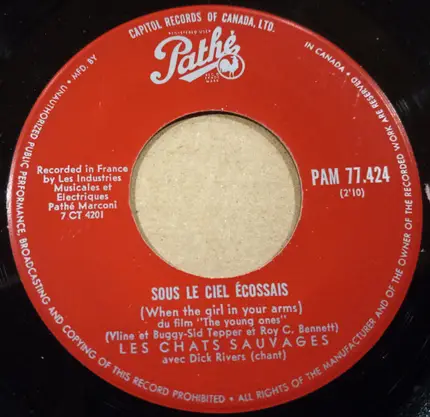 MFD. BY CAPITOL RECORDS OF CANADA, LTD. IN CANADA.
REGISTERED USER
Pathé
Recorded in France
by Les Industries
Musicales et
Electriques
Pathé Marconi
7 CT 4201
PAM 77.424
(2'10)
SOUS LE CIEL ÉCOSSAIS
(When the girl in your arms)
du film "The young ones"
(Vline et Buggy-Sid Tepper et Roy C. Bennett)
LES CHATS SAUVAGES
avec Dick Rivers (chant)
UNAUTHORIZED PUBLIC PERFORMANCE, BROADCASTING AND COPYING OF THIS RECORD PROHIBITED • ALL RIGHTS OF THE MANUFACTURER AND OF THE OWNER OF THE RECORDED WORK ARE RESERVED